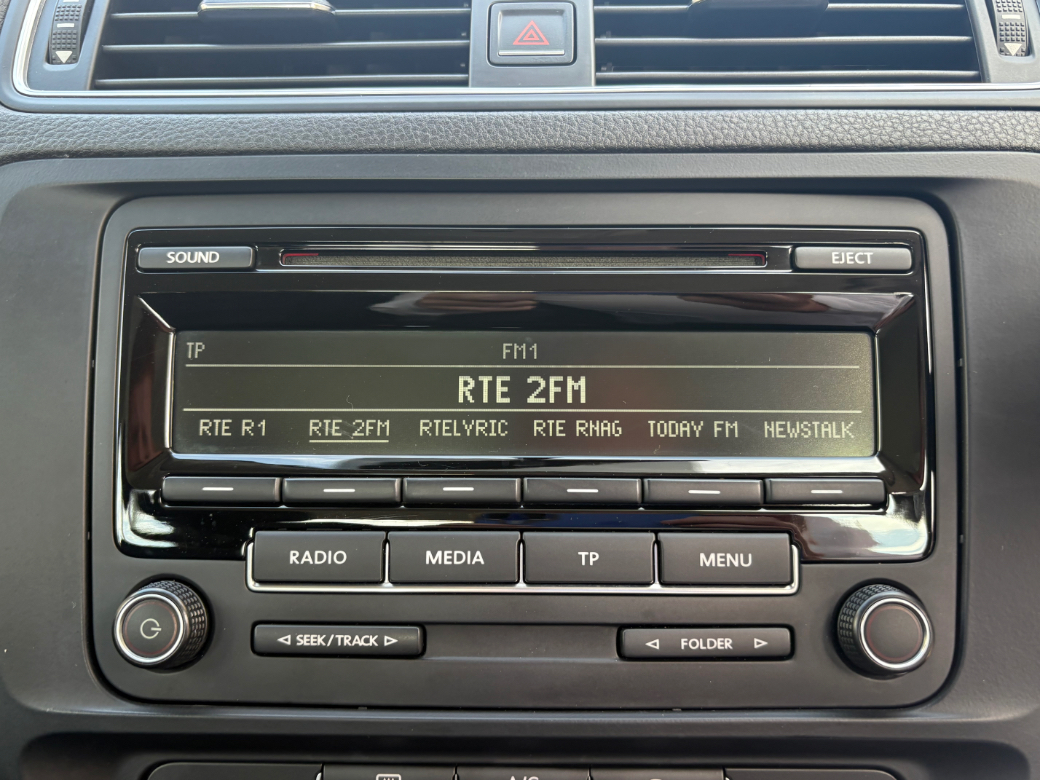 SOUND EJECT
TP FM1
RTE 2FM
RTE R1 RTE 2FM RTELYRIC RTE RNAG TODAY FM NEWSTALK
RADIO MEDIA TP MENU
SEEK/TRACK FOLDER
A/C